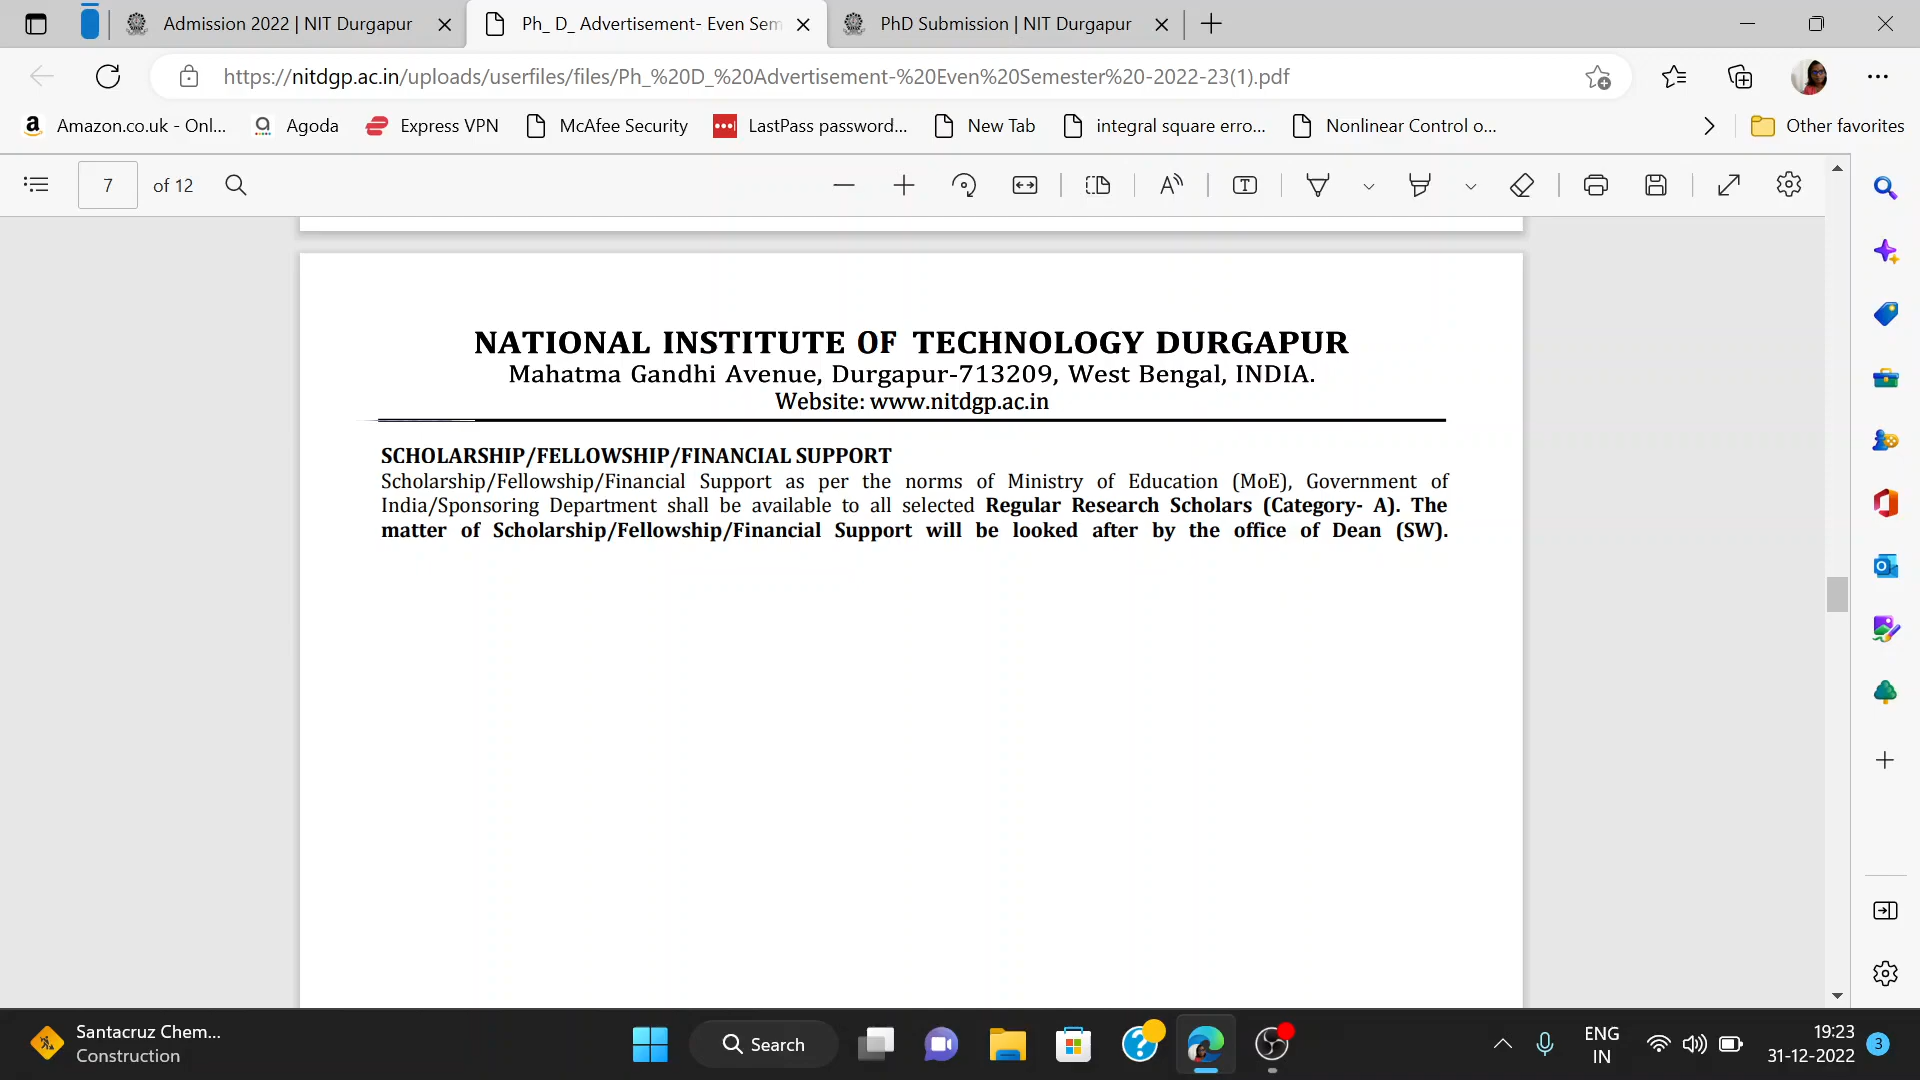 Admission 2022 | NIT Durgapur
Ph_ D_ Advertisement- Even Sem
PhD Submission | NIT Durgapur
https://nitdgp.ac.in/uploads/userfiles/files/Ph_%20D_%20Advertisement-%20Even%20Semester%20-2022-23(1).pdf
Amazon.co.uk - Onl...
Agoda
Express VPN
McAfee Security
LastPass password...
New Tab
integral square erro...
Nonlinear Control o...
Other favorites
7 of 12
NATIONAL INSTITUTE OF TECHNOLOGY DURGAPUR
Mahatma Gandhi Avenue, Durgapur-713209, West Bengal, INDIA.
Website: www.nitdgp.ac.in
SCHOLARSHIP/FELLOWSHIP/FINANCIAL SUPPORT
Scholarship/Fellowship/Financial Support as per the norms of Ministry of Education (MoE), Government of
India/Sponsoring Department shall be available to all selected Regular Research Scholars (Category- A). The
matter of Scholarship/Fellowship/Financial Support will be looked after by the office of Dean (SW).
Santacruz Chem...
Construction
Search
ENG
IN
19:23
31-12-2022
3